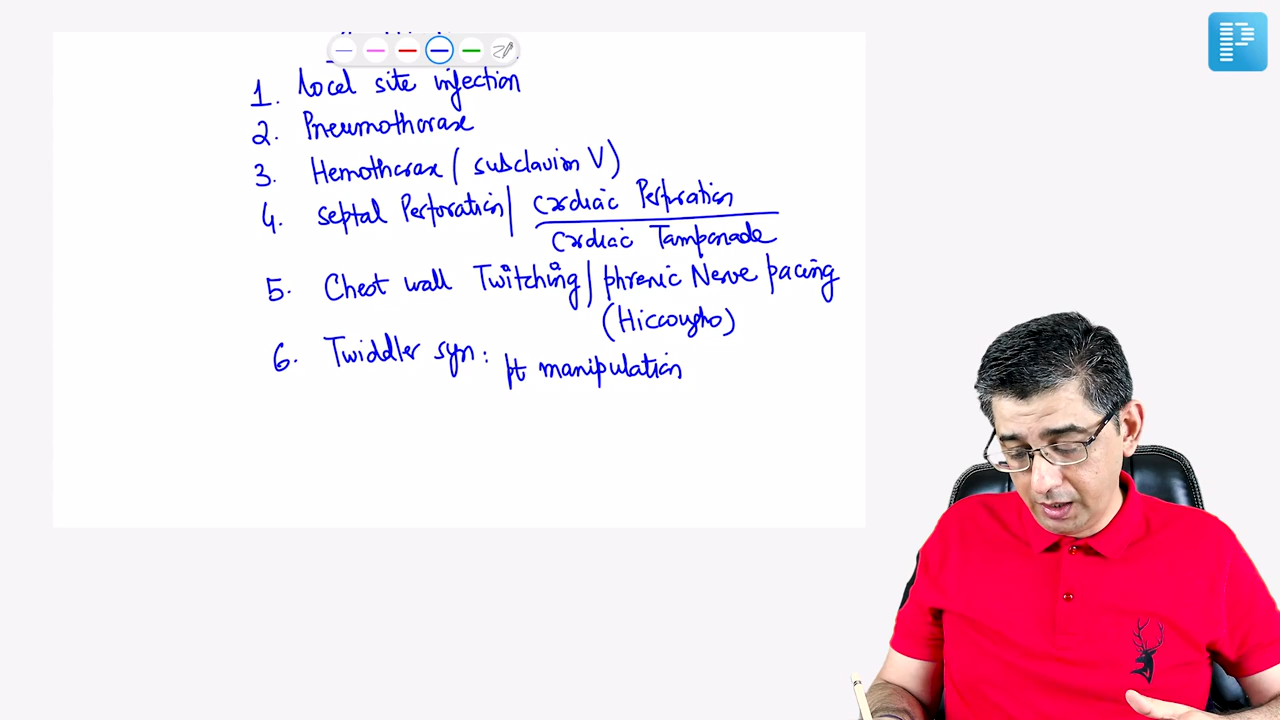 1. Local site infection
2. Pneumothorax
3. Hemothorax (subclavian V)
4. Septal Perforation/ Cardiac Perforation
Cardiac Tamponade
5. Chest wall Twitching/ phrenic Nerve pacing
(Hiccoughs)
6. Twiddler syn: pt manipulation